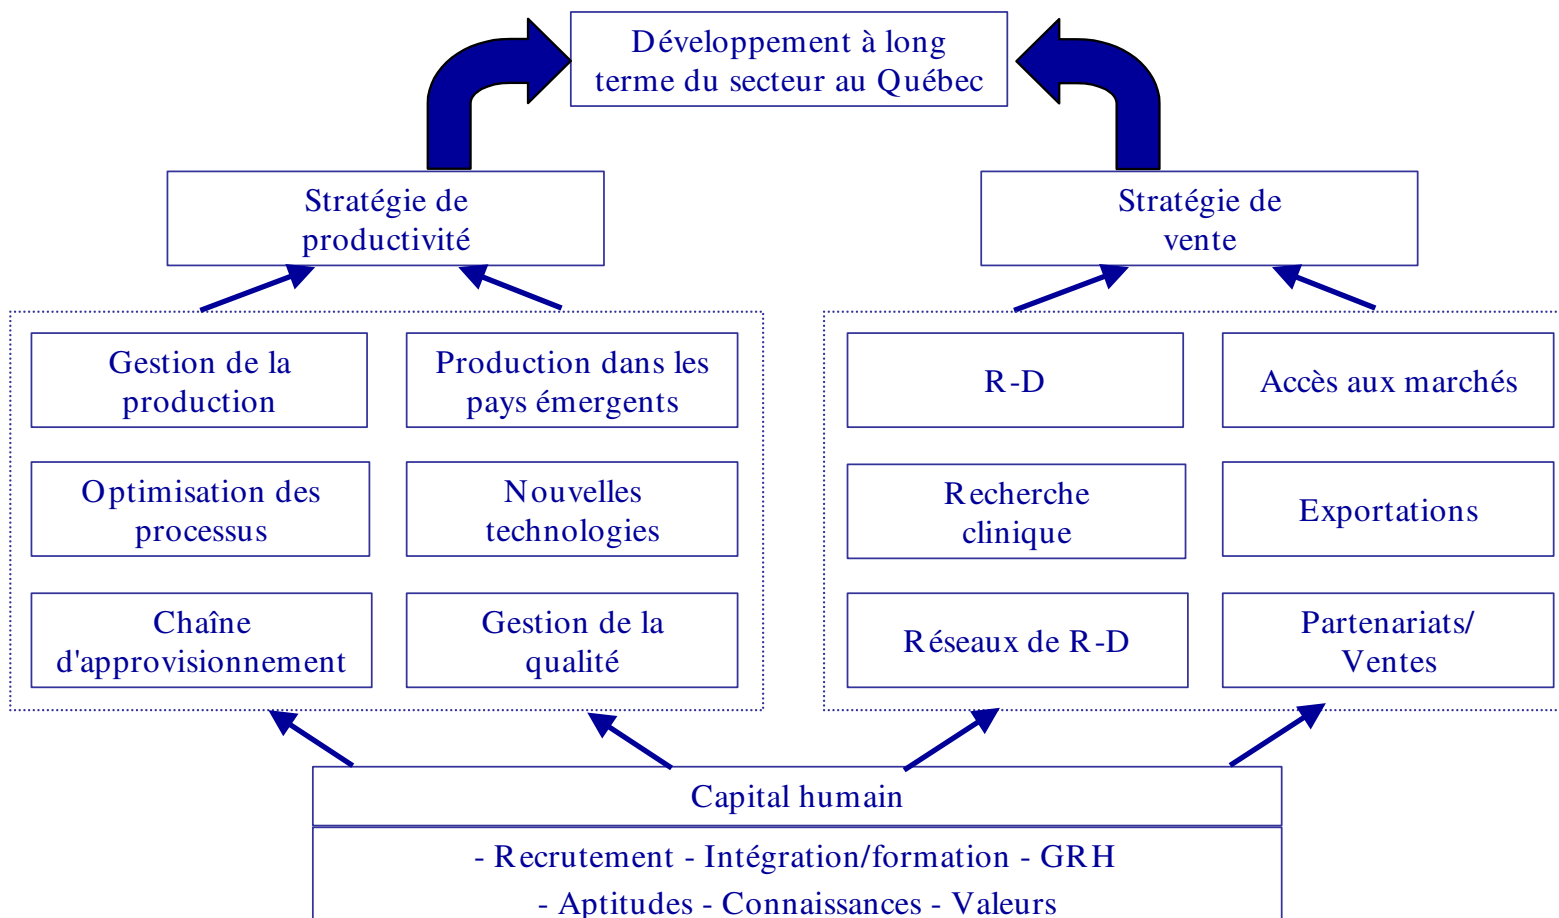 Développement à long
terme du secteur au Québec
Stratégie de
productivité
Stratégie de
vente
Gestion de la
production
Production dans les
pays émergents
R-D
Accès aux marchés
Optimisation des
processus
Nouvelles
technologies
Recherche
clinique
Exportations
Chaîne
d'approvisionnement
Gestion de la
qualité
Réseaux de R-D
Partenariats/
Ventes
Capital humain
- Recrutement - Intégration/formation - GRH
- Aptitudes - Connaissances - Valeurs